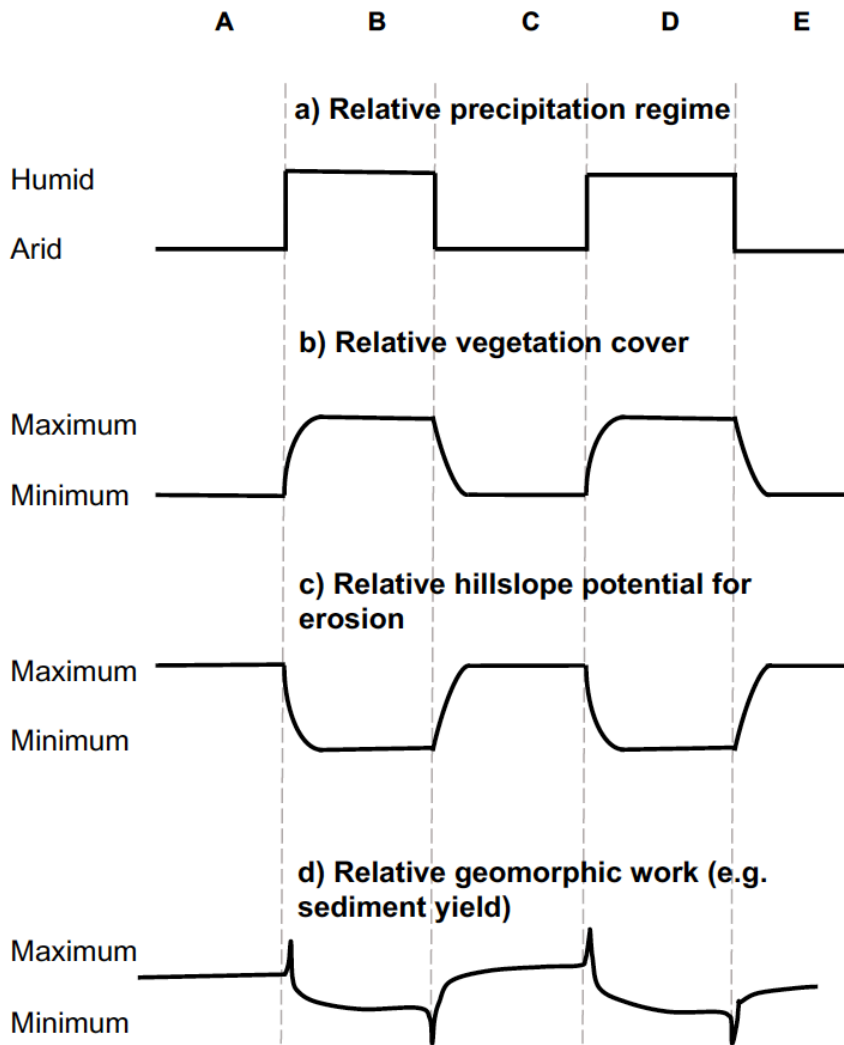 A B C D E
a) Relative precipitation regime
Humid
Arid
b) Relative vegetation cover
Maximum
Minimum
c) Relative hillslope potential for
erosion
Maximum
Minimum
d) Relative geomorphic work (e.g.
sediment yield)
Maximum
Minimum